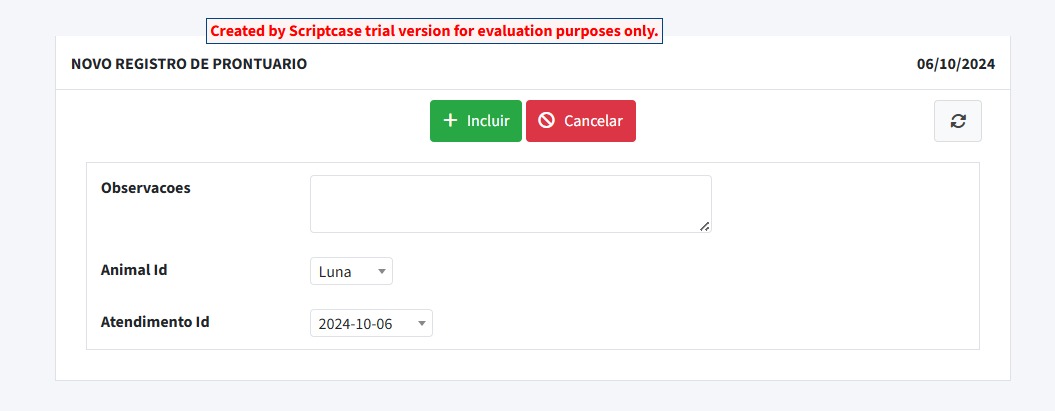 Created by Scriptcase trial version for evaluation purposes only.
NOVO REGISTRO DE PRONTUARIO 06/10/2024
Incluir Cancelar
Observacoes
Animal Id Luna
Atendimento Id 2024-10-06